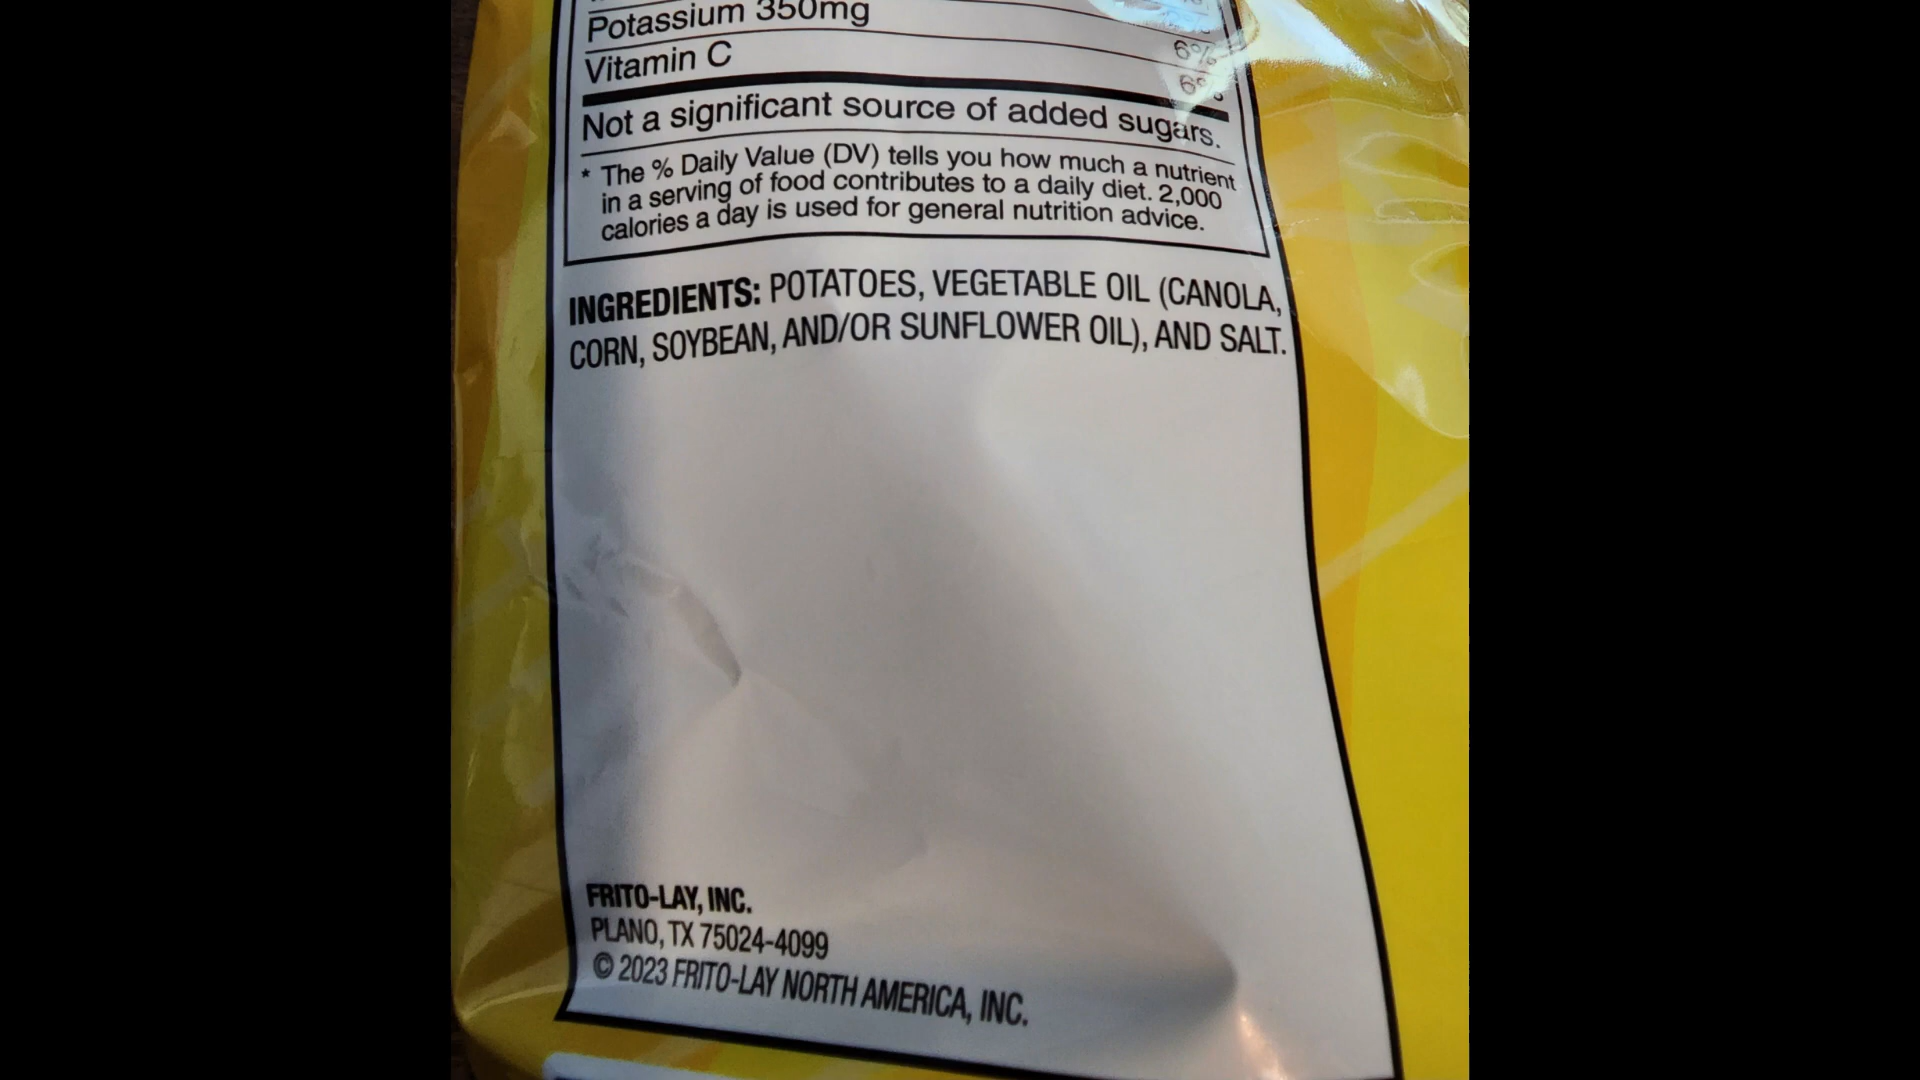 Potassium 350mg 6%
Vitamin C 6%
Not a significant source of added sugars.
* The % Daily Value (DV) tells you how much a nutrient
in a serving of food contributes to a daily diet. 2,000
calories a day is used for general nutrition advice.
INGREDIENTS: POTATOES, VEGETABLE OIL (CANOLA,
CORN, SOYBEAN, AND/OR SUNFLOWER OIL), AND SALT.
FRITO-LAY, INC.
PLANO, TX 75024-4099
© 2023 FRITO-LAY NORTH AMERICA, INC.